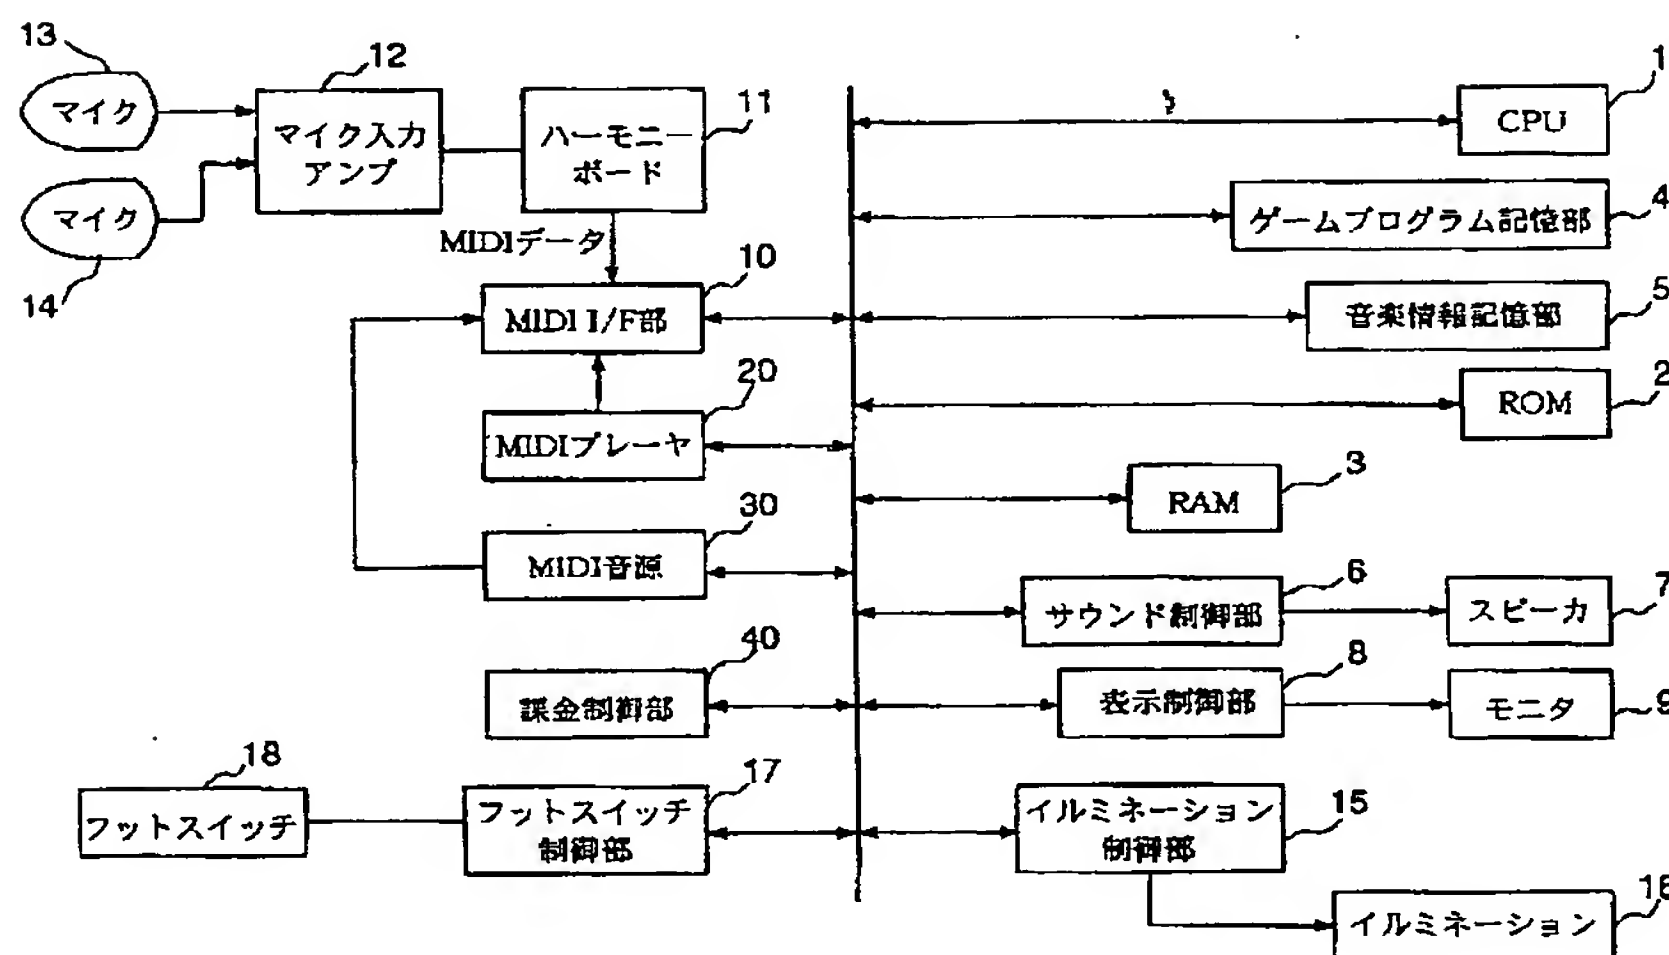 13
マイク
14
マイク
12
マイク入力
アンプ
11
ハーモニー
ボード
MIDIデータ
10
MIDI I/F部
20
MIDIプレーヤ
30
MIDI音源
40
課金制御部
18
フットスイッチ
17
フットスイッチ
制御部
1
CPU
4
ゲームプログラム記憶部
5
音楽情報記憶部
2
ROM
3
RAM
6
サウンド制御部
7
スピーカ
8
表示制御部
9
モニタ
15
イルミネーション
制御部
16
イルミネーション